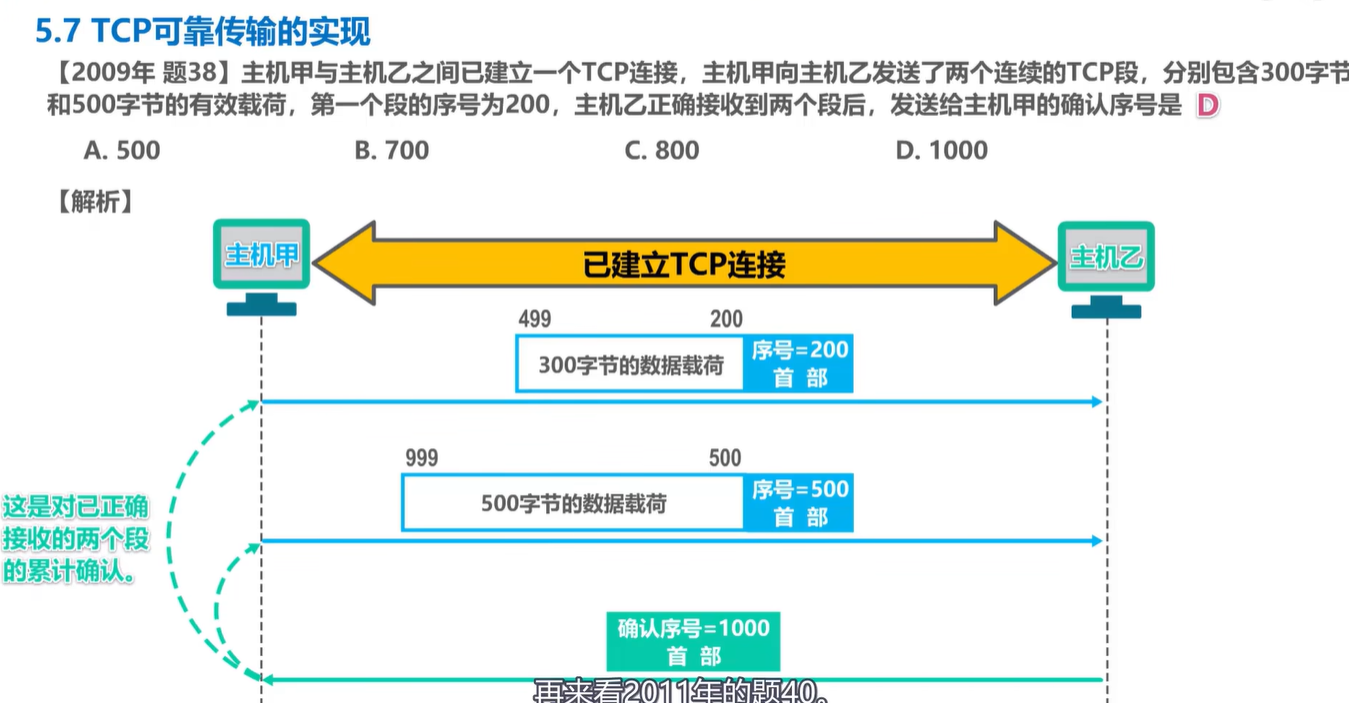 5.7 TCP可靠传输的实现
【2009年 题38】主机甲与主机乙之间已建立一个TCP连接，主机甲向主机乙发送了两个连续的TCP段，分别包含300字节
和500字节的有效载荷，第一个段的序号为200，主机乙正确接收到两个段后，发送给主机甲的确认序号是 D
A. 500 B. 700 C. 800 D. 1000
【解析】
主机甲 已建立TCP连接 主机乙
499 200
300字节的数据载荷 序号=200
首 部
999 500
500字节的数据载荷 序号=500
首 部
这是对已正确
接收的两个段
的累计确认。
确认序号=1000
首 部
再来看2011年的题40。